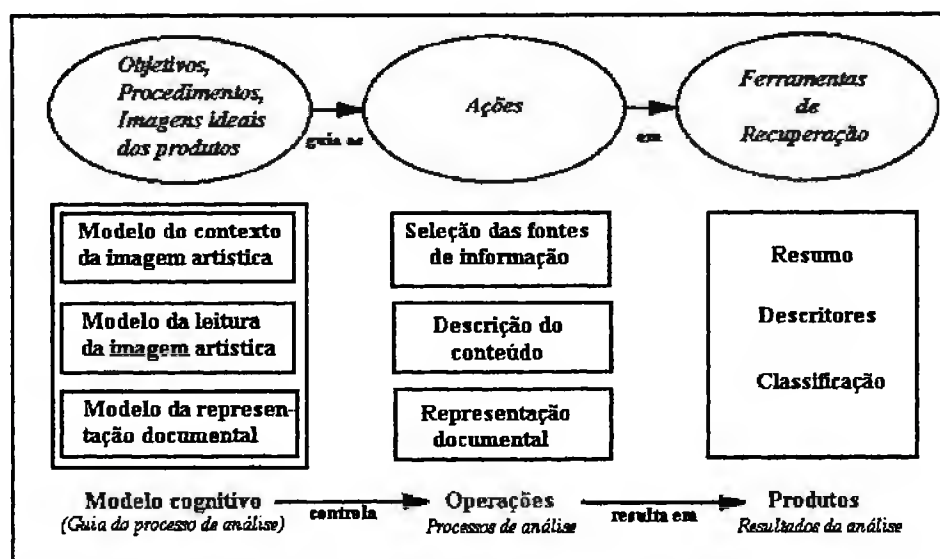 Objetivos,
Procedimentos,
Imagens ideais
dos produtos
guia as
Ações
em
Ferramentas
de
Recuperação
Modelo do contexto
da imagem artística
Modelo da leitura
da imagem artística
Modelo da represen-
tação documental
Seleção das fontes
de informação
Descrição do
conteúdo
Representação
documental
Resumo
Descritores
Classificação
Modelo cognitivo
(Guia do processo de análise)
controla
Operações
Processos de análise
resulta em
Produtos
Resultados da análise